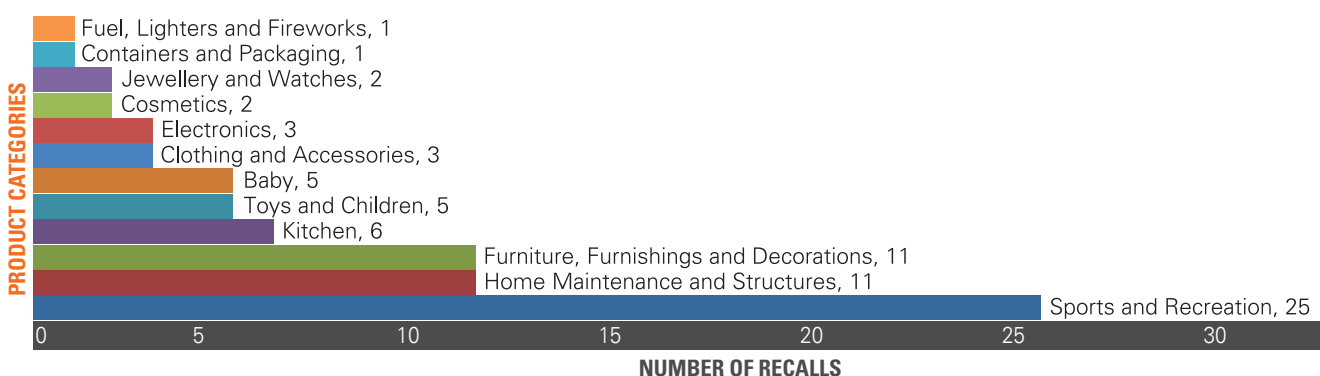 Fuel, Lighters and Fireworks, 1
Containers and Packaging, 1
Jewellery and Watches, 2
Cosmetics, 2
Electronics, 3
Clothing and Accessories, 3
Baby, 5
Toys and Children, 5
Kitchen, 6
Furniture, Furnishings and Decorations, 11
Home Maintenance and Structures, 11
Sports and Recreation, 25
PRODUCT CATEGORIES
0 5 10 15 20 25 30
NUMBER OF RECALLS